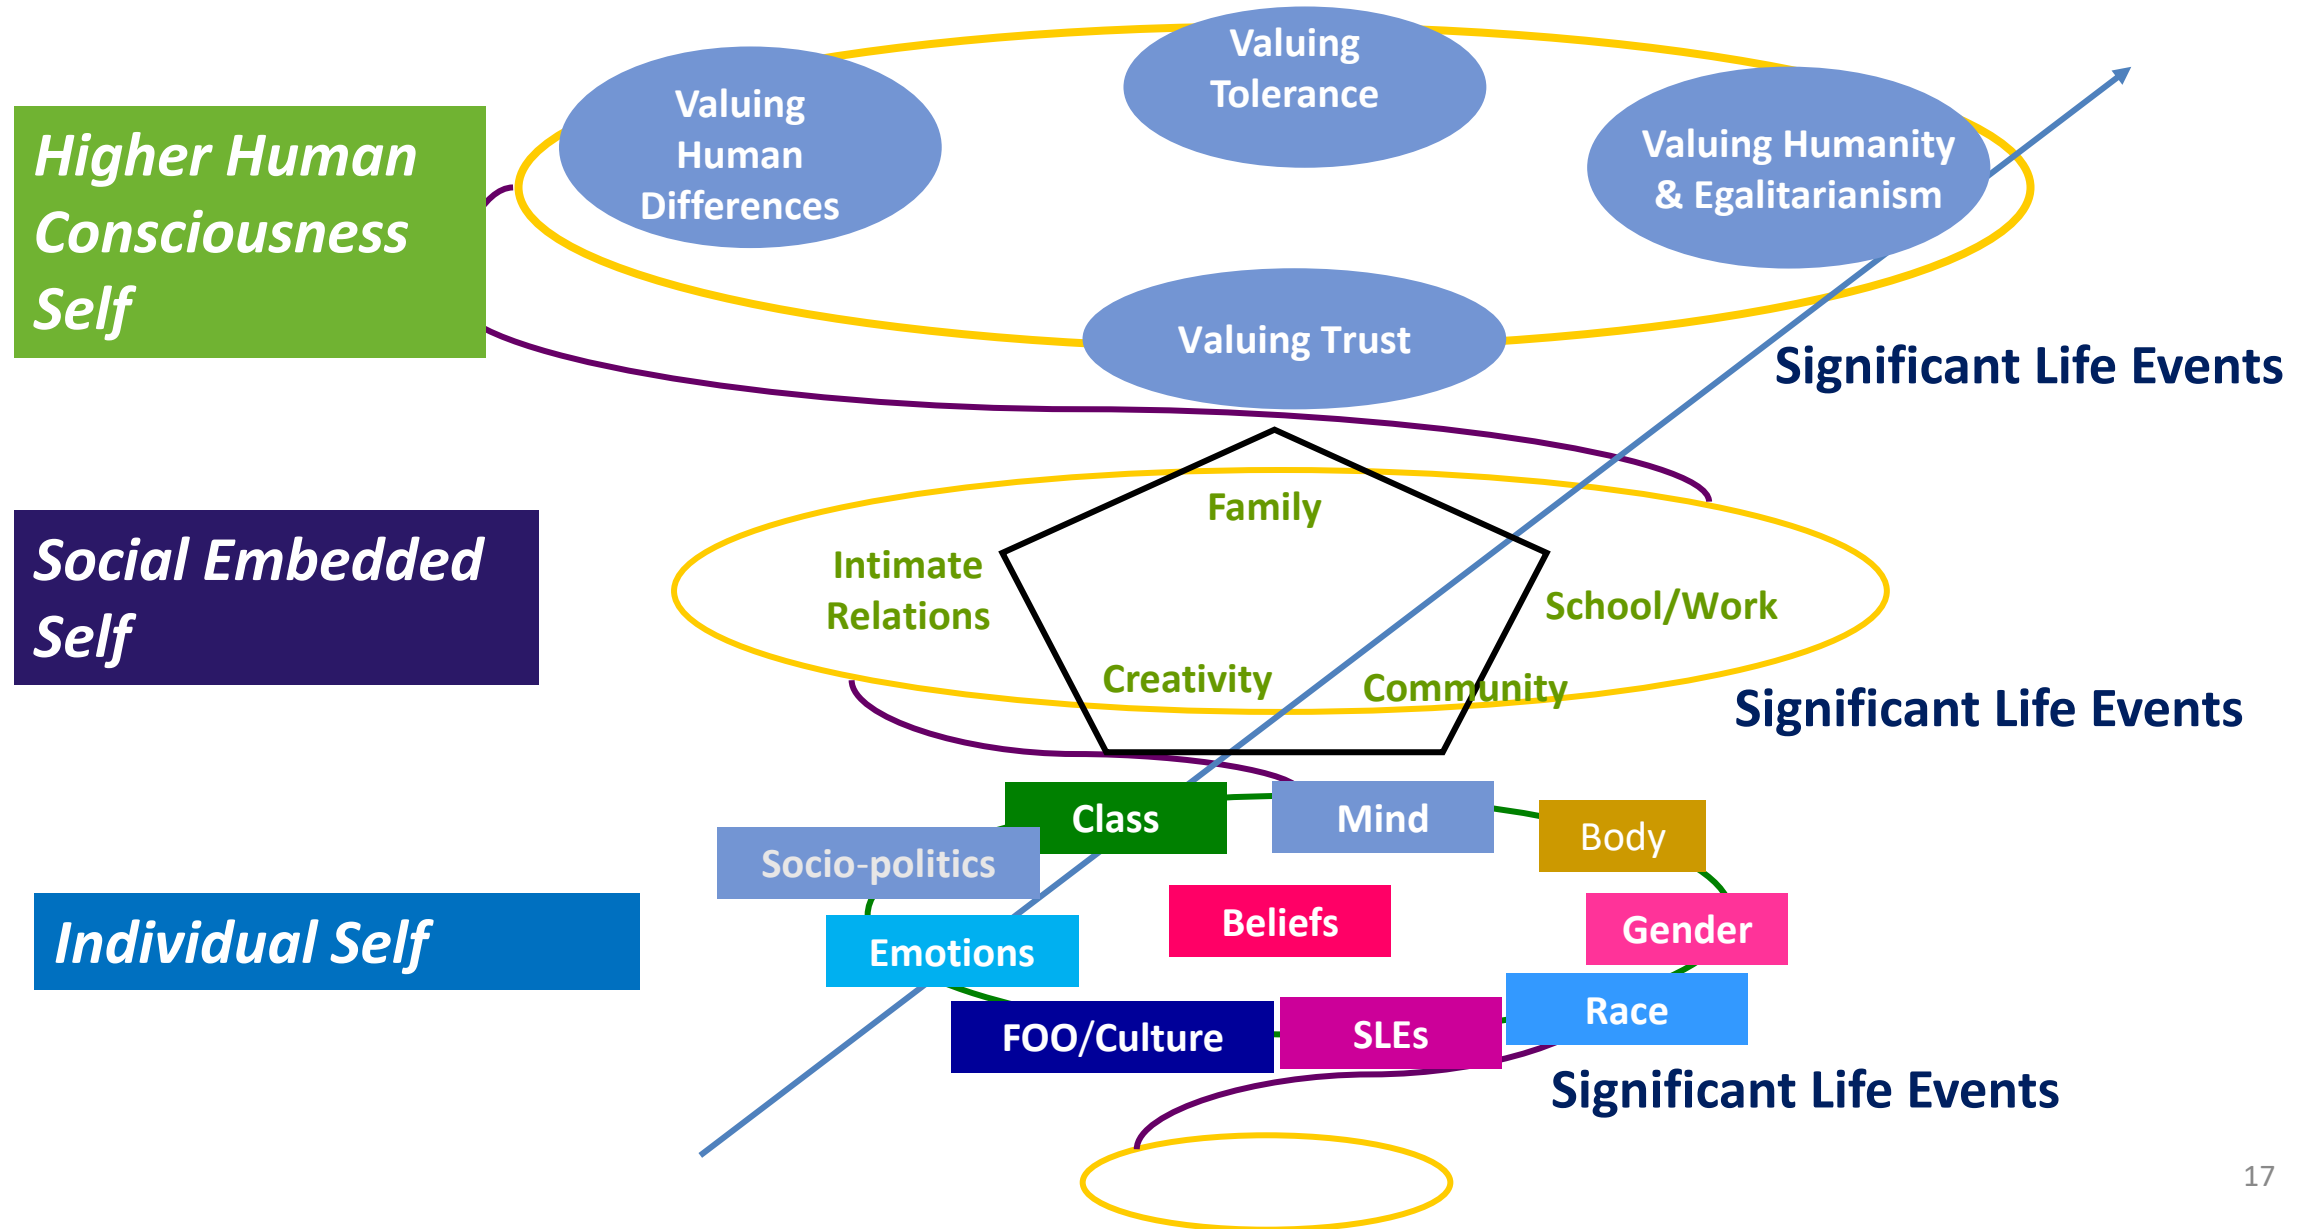 Valuing
Tolerance
Valuing
Human
Differences
Valuing Humanity
& Egalitarianism
Higher Human
Consciousness
Self
Valuing Trust
Significant Life Events
Family
Intimate
Relations
School/Work
Social Embedded
Self
Creativity
Community
Significant Life Events
Class
Mind
Body
Socio-politics
Beliefs
Gender
Individual Self
Emotions
Race
FOO/Culture
SLEs
Significant Life Events
17